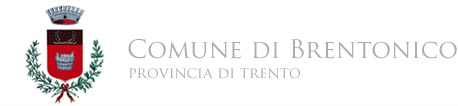 COMUNE DI BRENTONICO
PROVINCIA DI TRENTO